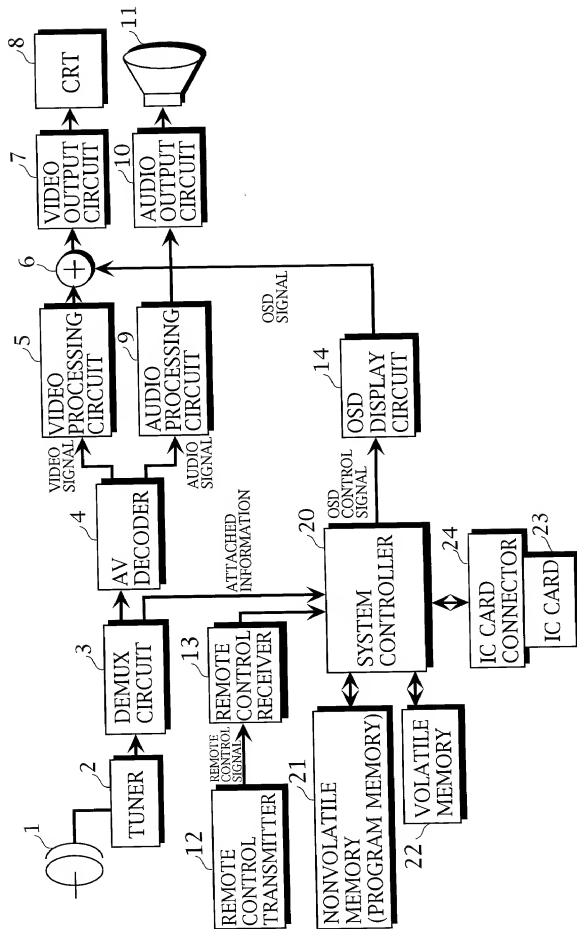 1
2
TUNER
3
DEMUX
CIRCUIT
4
AV
DECODER
VIDEO
SIGNAL
AUDIO
SIGNAL
5
VIDEO
PROCESSING
CIRCUIT
6
7
VIDEO
OUTPUT
CIRCUIT
8
CRT
9
AUDIO
PROCESSING
CIRCUIT
10
AUDIO
OUTPUT
CIRCUIT
11
ATTACHED
INFORMATION
12
REMOTE
CONTROL
TRANSMITTER
REMOTE
CONTROL
SIGNAL
13
REMOTE
CONTROL
RECEIVER
20
SYSTEM
CONTROLLER
OSD
CONTROL
SIGNAL
14
OSD
DISPLAY
CIRCUIT
OSD
SIGNAL
21
NONVOLATILE
MEMORY
(PROGRAM MEMORY)
VOLATILE
MEMORY
22
24
IC CARD
CONNECTOR
23
IC CARD